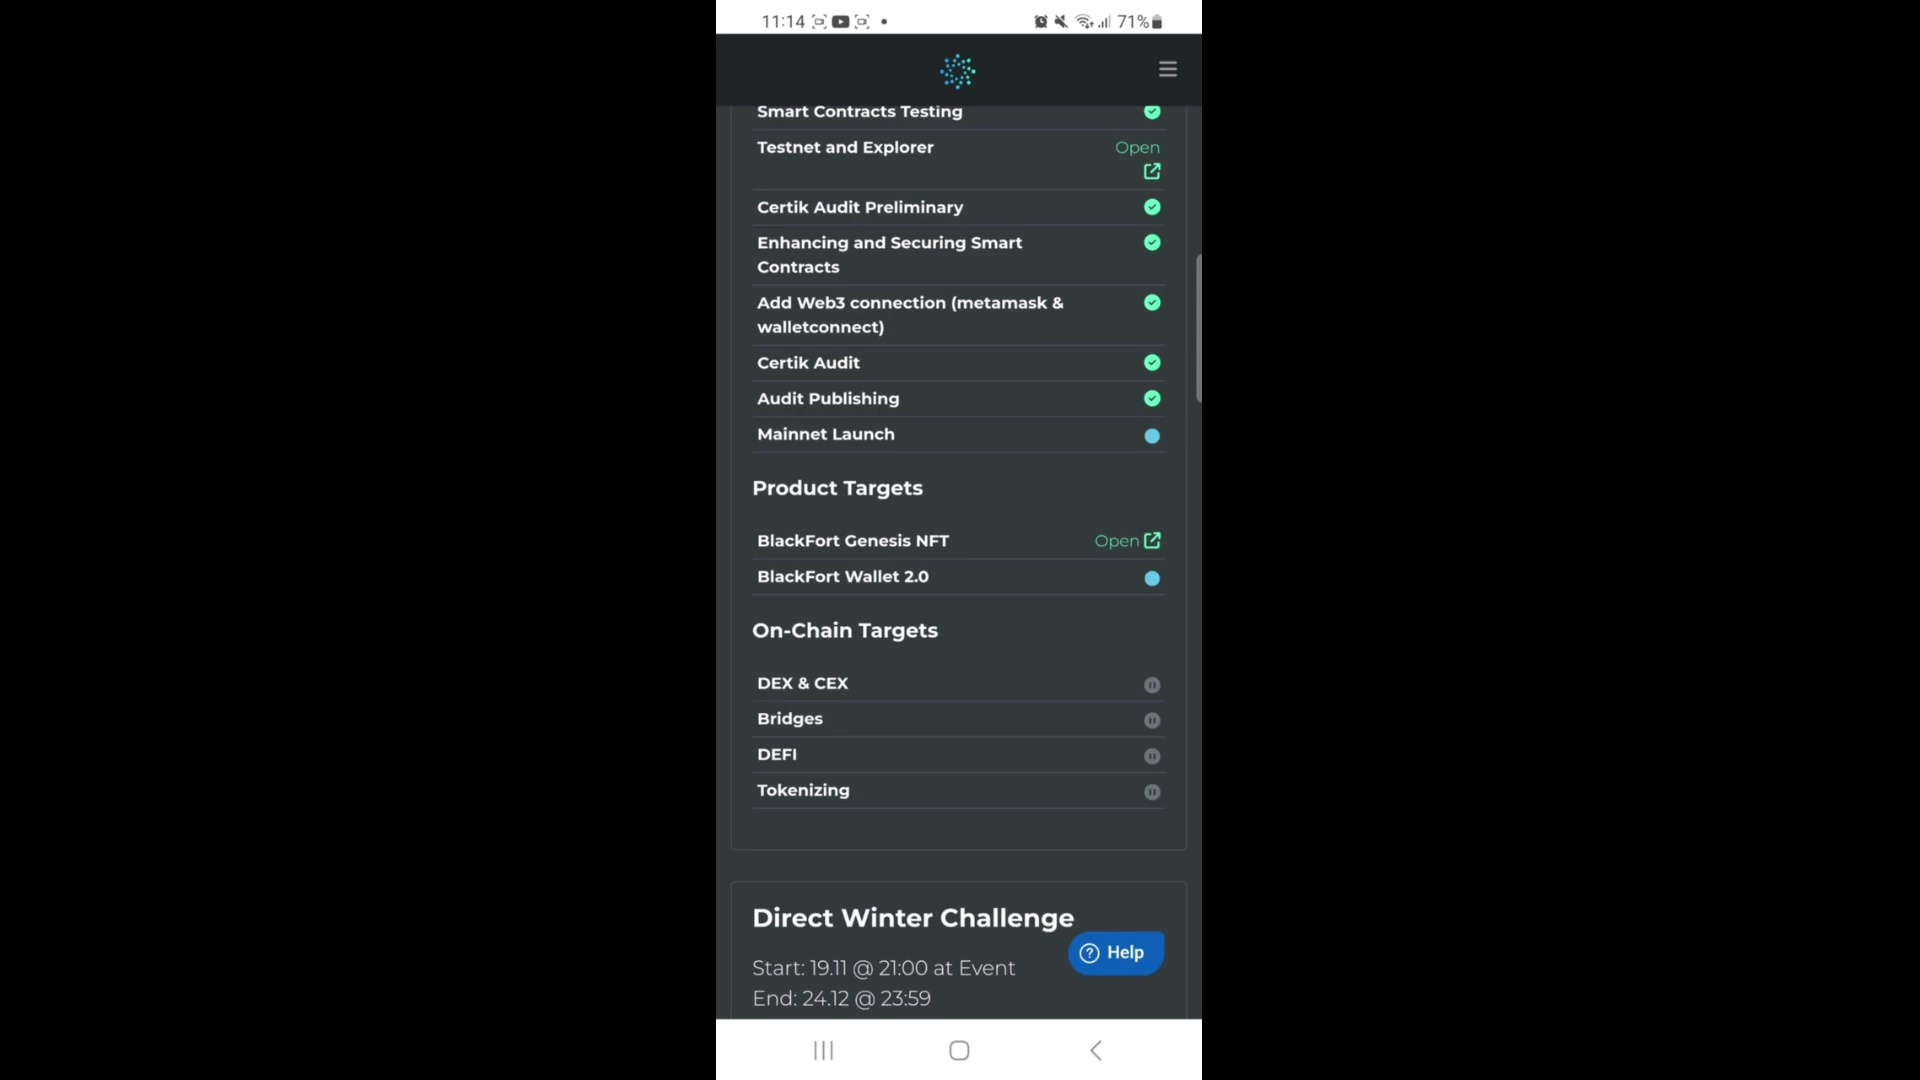 11:14
71%
Smart Contracts Testing
Testnet and Explorer Open
Certik Audit Preliminary
Enhancing and Securing Smart
Contracts
Add Web3 connection (metamask &
walletconnect)
Certik Audit
Audit Publishing
Mainnet Launch
Product Targets
BlackFort Genesis NFT Open
BlackFort Wallet 2.0
On-Chain Targets
DEX & CEX
Bridges
DEFI
Tokenizing
Direct Winter Challenge
Start: 19.11 @ 21:00 at Event
End: 24.12 @ 23:59
Help